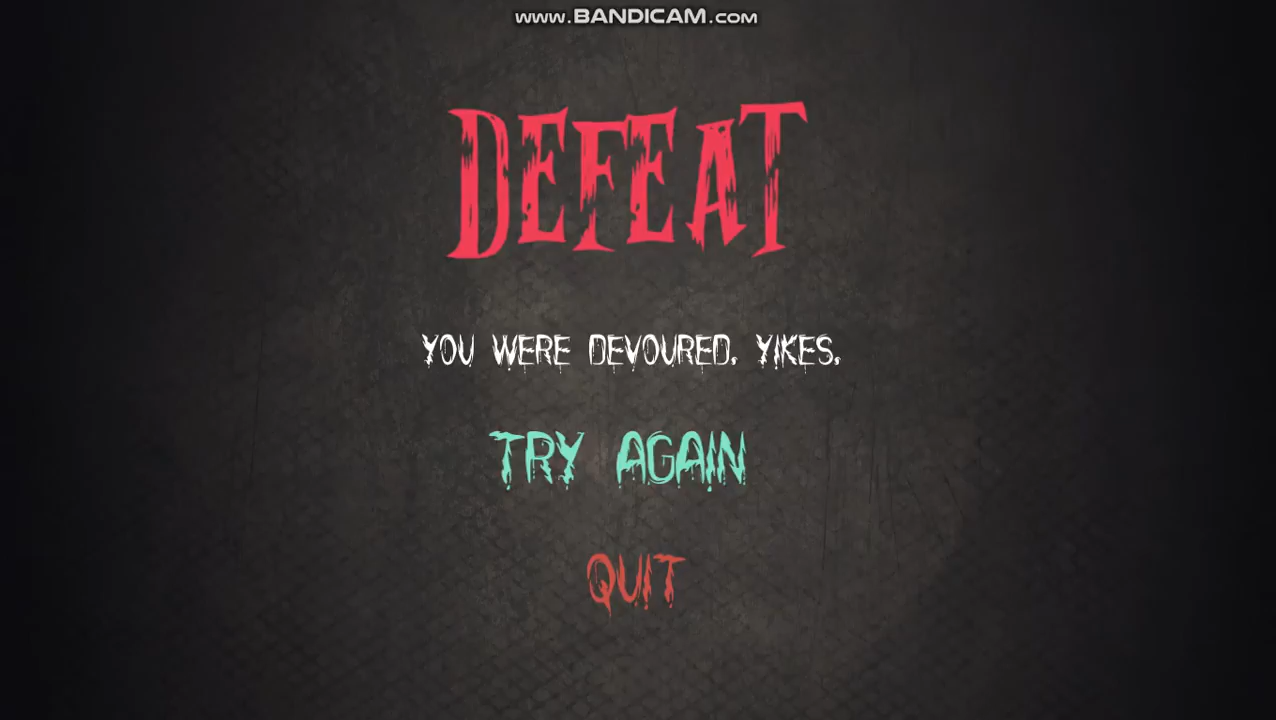 www.BANDICAM.com
DEFEAT
YOU WERE DEVOURED. YIKES.
TRY AGAIN
QUIT